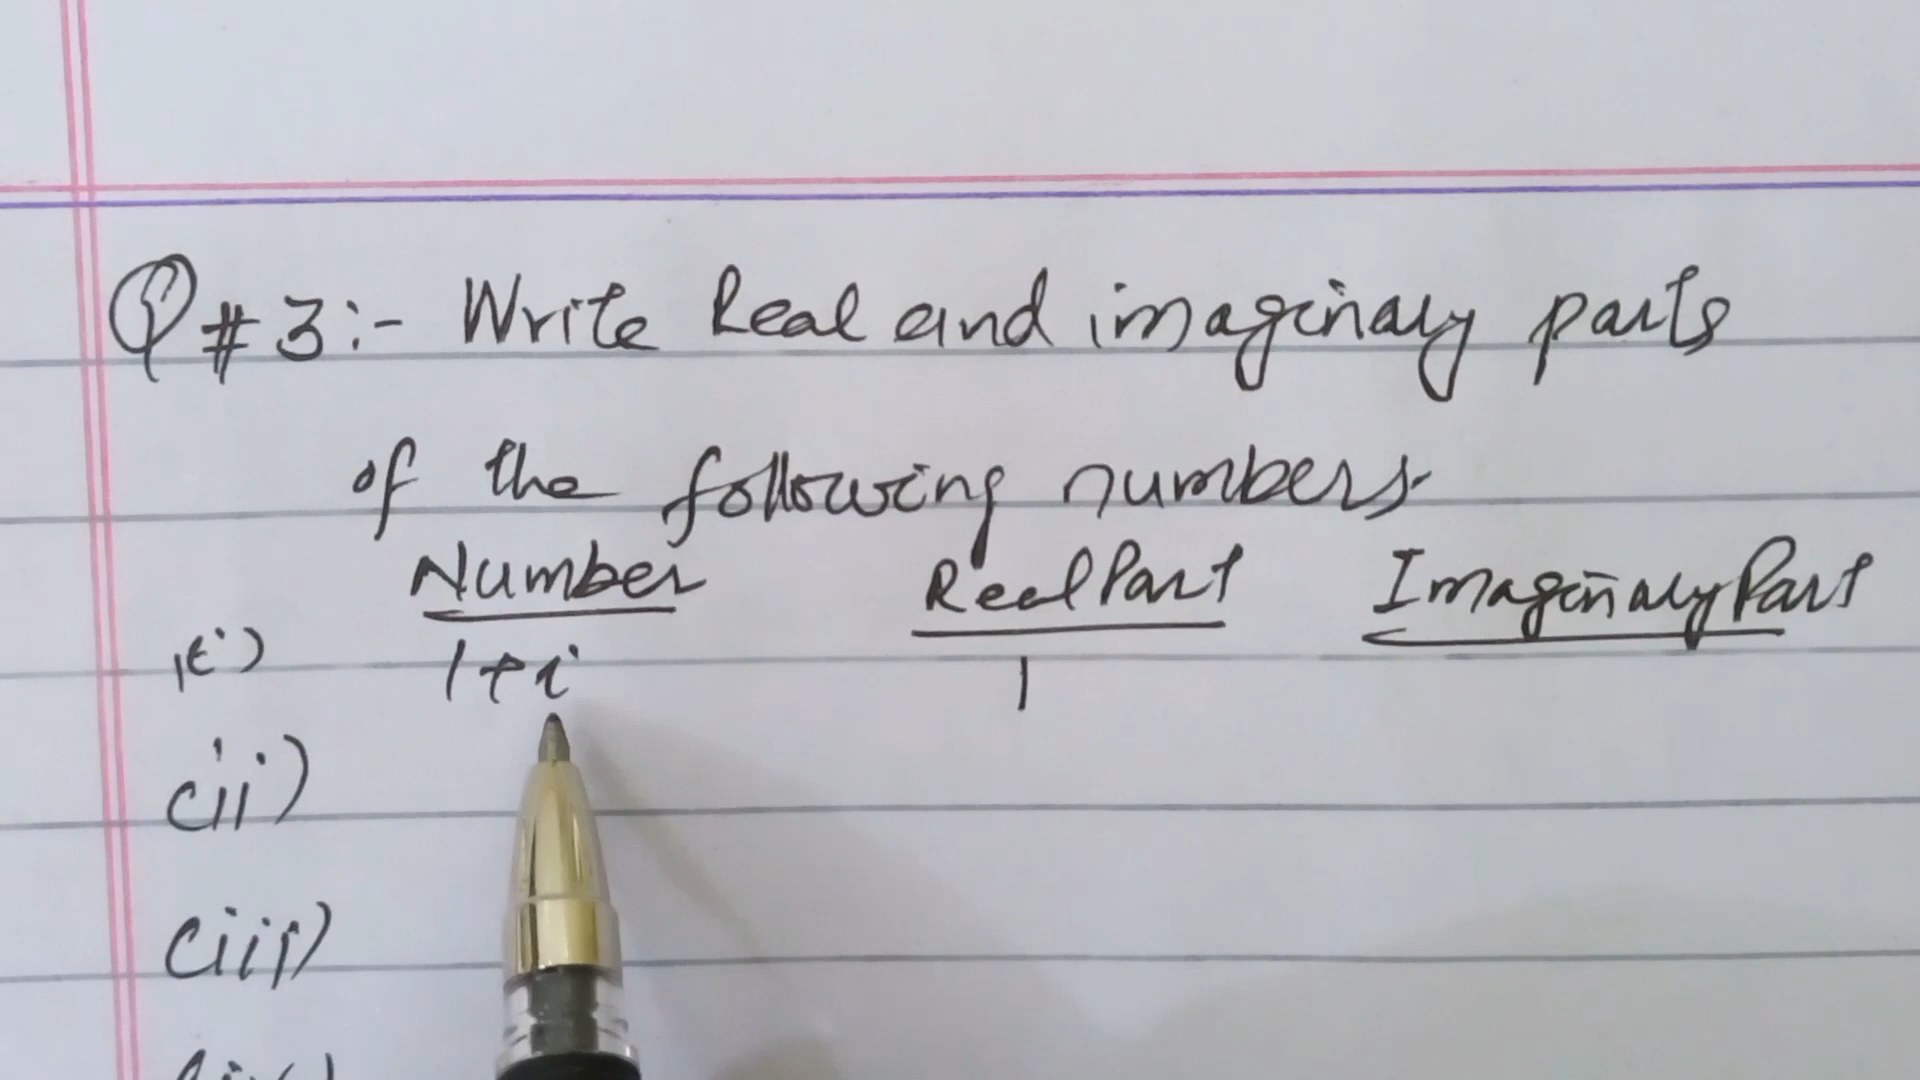 Q # 3:- Write Real and imaginary parts
of the following numbers.
Number Real Part Imaginary Part
(i) 1+i 1
(ii)
(iii)
(iv)